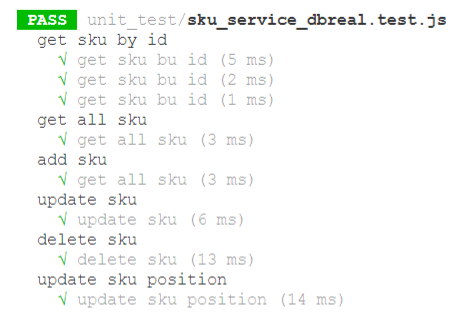 PASS unit_test/sku_service_dbreal.test.js
get sku by id
√ get sku bu id (5 ms)
√ get sku bu id (2 ms)
√ get sku bu id (1 ms)
get all sku
√ get all sku (3 ms)
add sku
√ get all sku (3 ms)
update sku
√ update sku (6 ms)
delete sku
√ delete sku (13 ms)
update sku position
√ update sku position (14 ms)